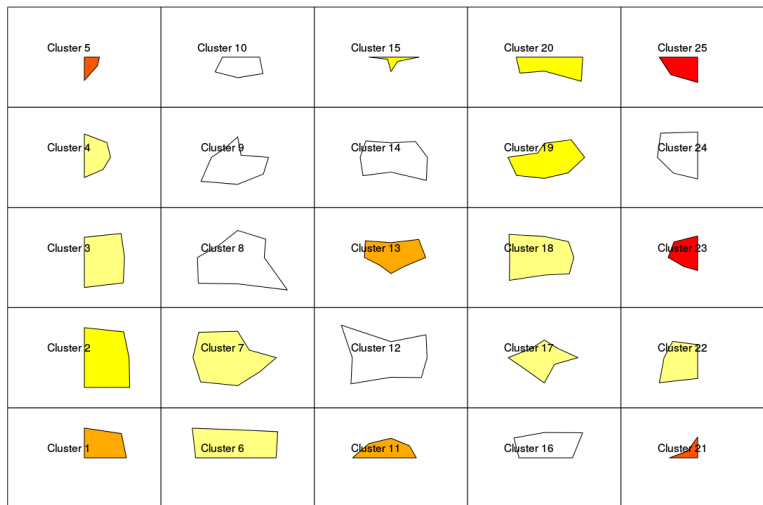 Cluster 5
Cluster 10
Cluster 15
Cluster 20
Cluster 25
Cluster 4
Cluster 9
Cluster 14
Cluster 19
Cluster 24
Cluster 3
Cluster 8
Cluster 13
Cluster 18
Cluster 23
Cluster 2
Cluster 7
Cluster 12
Cluster 17
Cluster 22
Cluster 1
Cluster 6
Cluster 11
Cluster 16
Cluster 21